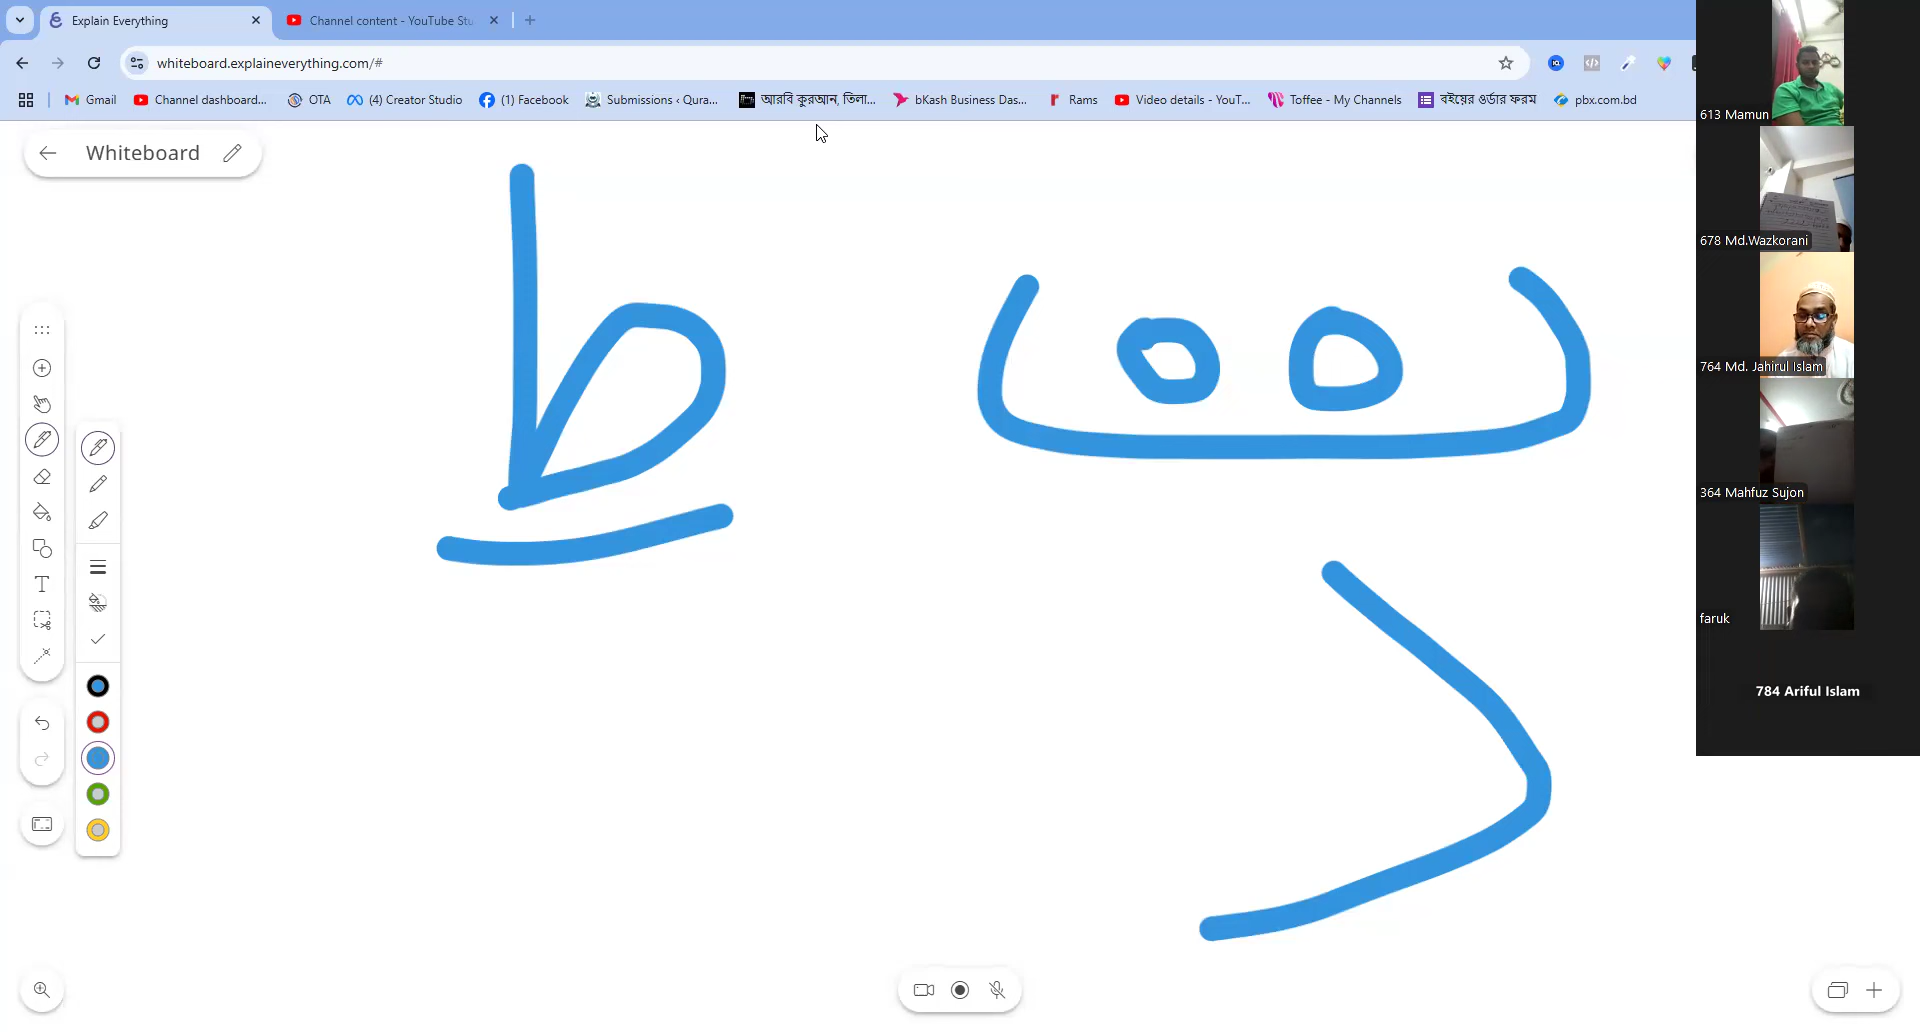 Explain Everything
Channel content - YouTube Stu
whiteboard.explaineverything.com/#
Gmail
Channel dashboard...
OTA
(4) Creator Studio
(1) Facebook
Submissions ‹ Qura...
আরবি কুরআন, তিলা...
bKash Business Das...
Rams
Video details - YouT...
Toffee - My Channels
বইয়ের ওর্ডার ফরম
pbx.com.bd
Whiteboard
ط
ت
د
613 Mamun
678 Md.Wazkorani
764 Md. Jahirul Islam
364 Mahfuz Sujon
faruk
784 Ariful Islam